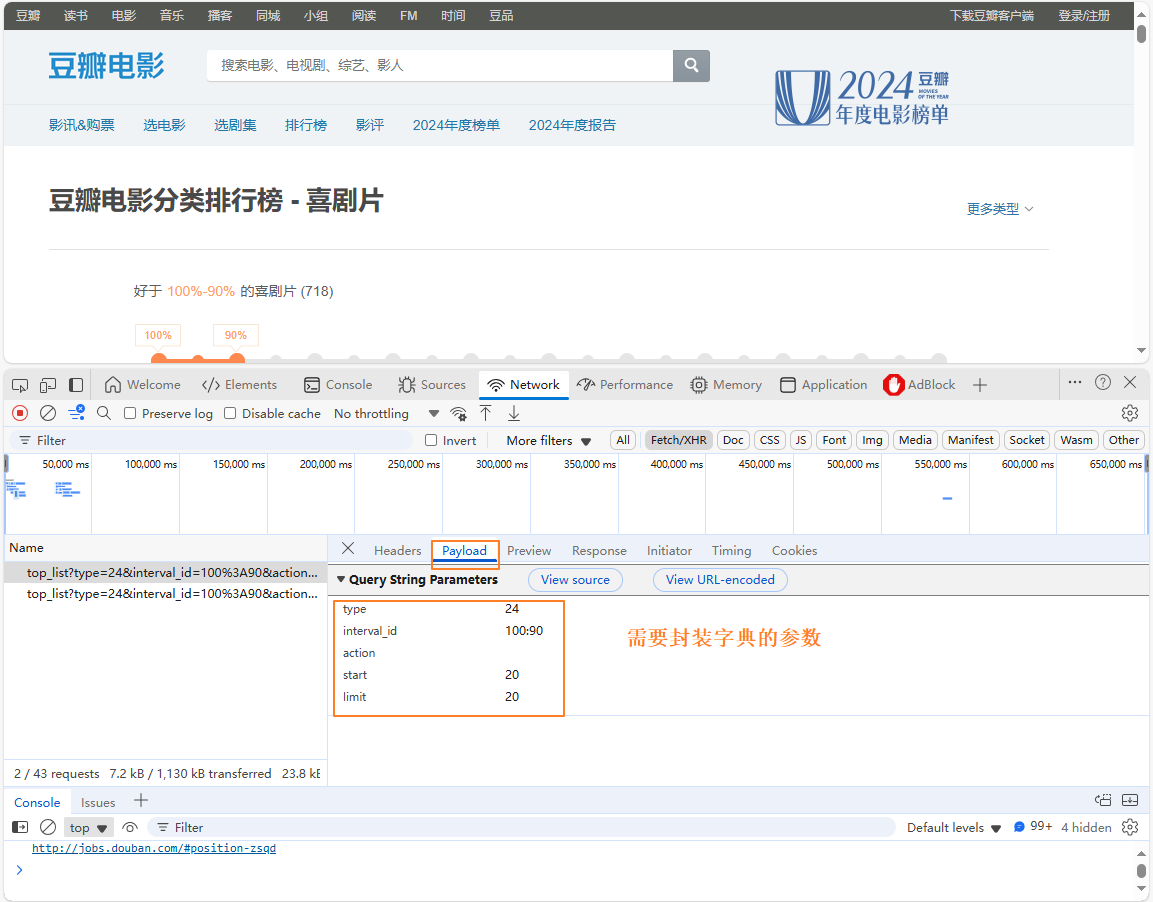 豆瓣 读书 电影 音乐 播客 同城 小组 阅读 FM 时间 豆品 下载豆瓣客户端 登录/注册
豆瓣电影
搜索电影、电视剧、综艺、影人
2024 豆瓣
MOVIES OF THE YEAR
年度电影榜单
影讯&购票 选电影 选剧集 排行榜 影评 2024年度榜单 2024年度报告
豆瓣电影分类排行榜 - 喜剧片
更多类型
好于 100%-90% 的喜剧片 (718)
100% 90%
Welcome Elements Console Sources Network Performance Memory Application AdBlock
Preserve log Disable cache No throttling
Filter Invert More filters All Fetch/XHR Doc CSS JS Font Img Media Manifest Socket Wasm Other
50,000 ms 100,000 ms 150,000 ms 200,000 ms 250,000 ms 300,000 ms 350,000 ms 400,000 ms 450,000 ms 500,000 ms 550,000 ms 600,000 ms 650,000 ms
Name
Headers Payload Preview Response Initiator Timing Cookies
top_list?type=24&interval_id=100%3A90&action...
top_list?type=24&interval_id=100%3A90&action...
Query String Parameters View source View URL-encoded
type 24
interval_id 100:90
action
start 20
limit 20
需要封装字典的参数
2 / 43 requests 7.2 kB / 1,130 kB transferred 23.8 kE
Console Issues
top Filter Default levels 99+ 4 hidden
http://jobs.douban.com/#position-zsqd